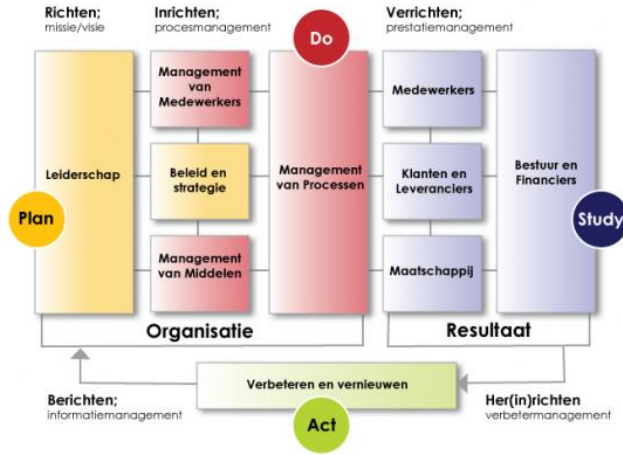 Richten;
missie/visie
Inrichten;
procesmanagement
Do
Verrichten;
prestatiemanagement
Management
van
Medewerkers
Medewerkers
Leiderschap
Beleid en
strategie
Management
van Processen
Klanten en
Leveranciers
Bestuur en
Financiers
Plan
Study
Management
van Middelen
Maatschappij
Organisatie
Resultaat
Berichten;
informatiemanagement
Verbeteren en vernieuwen
Her(in)richten
verbetermanagement
Act